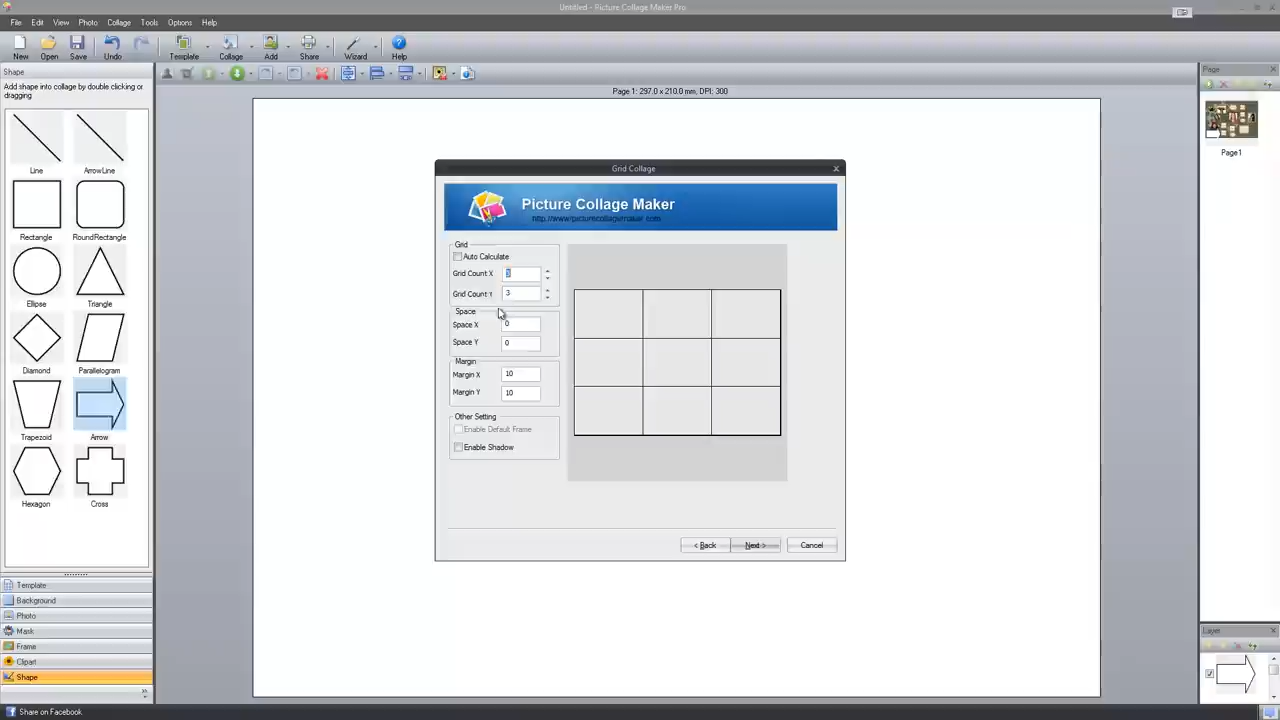 Untitled - Picture Collage Maker Pro
File Edit View Photo Collage Tools Options Help
New Open Save Undo Template Collage Add Share Wizard Help
Shape
Add shape into collage by double clicking or
dragging
Line ArrowLine
Rectangle RoundRectangle
Ellipse Triangle
Diamond Parallelogram
Trapezoid Arrow
Hexagon Cross
Template
Background
Photo
Mask
Frame
Clipart
Shape
Share on Facebook
Page 1: 297.0 x 210.0 mm, DPI: 300
Grid Collage
Picture Collage Maker
http://www.picturecollagemaker.com
Grid
Auto Calculate
Grid Count X 3
Grid Count Y 3
Space
Space X 0
Space Y 0
Margin
Margin X 10
Margin Y 10
Other Setting
Enable Default Frame
Enable Shadow
< Back Next > Cancel
Page
Page1
Layer